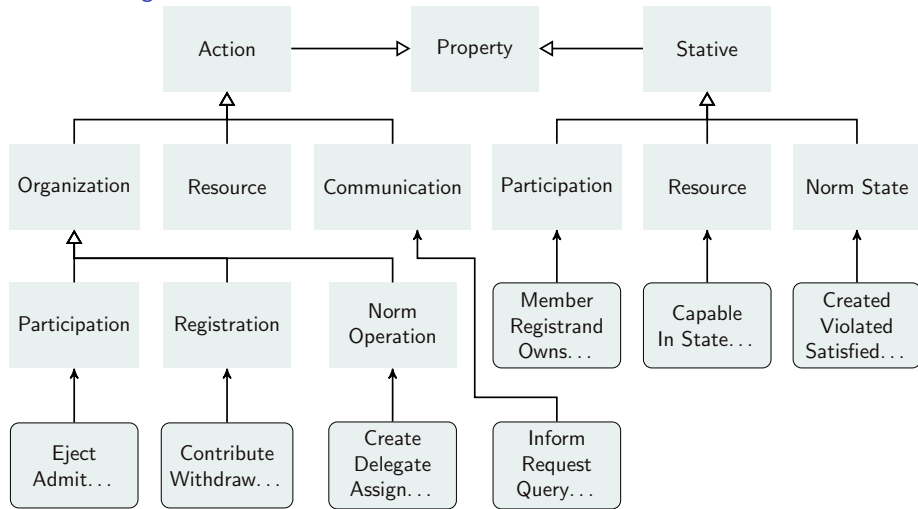 Action
Property
Stative
Organization
Resource
Communication
Participation
Resource
Norm State
Participation
Registration
Norm
Operation
Member
Registrand
Owns...
Capable
In State...
Created
Violated
Satisfied...
Eject
Admit...
Contribute
Withdraw...
Create
Delegate
Assign...
Inform
Request
Query...